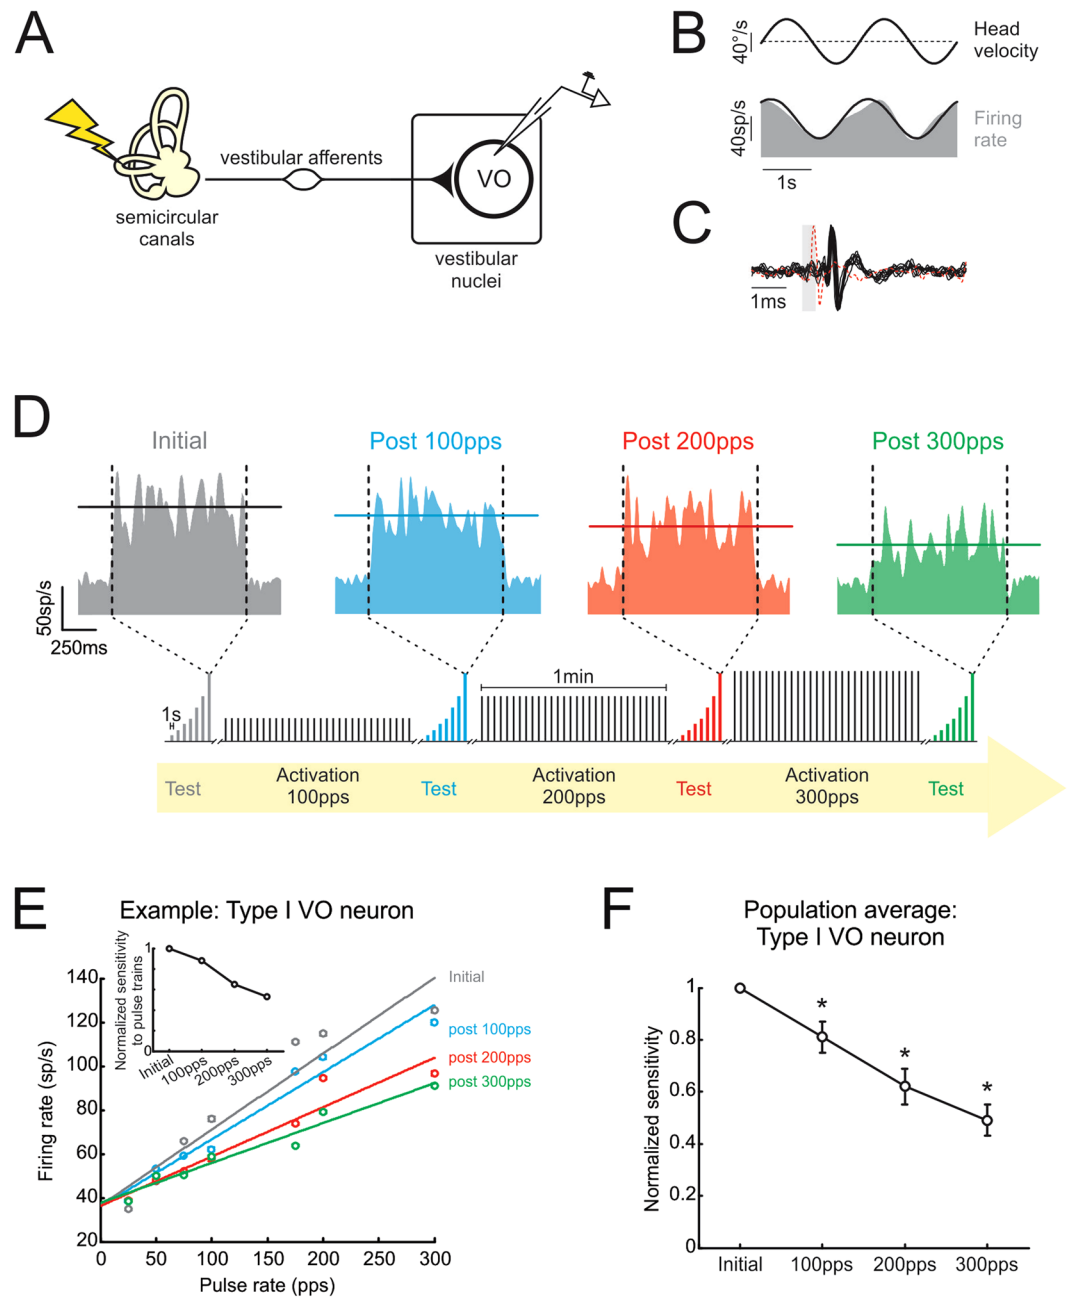 A
vestibular afferents
semicircular
canals
VO
vestibular
nuclei
B
40°/s
Head
velocity
40sp/s
Firing
rate
1s
C
1ms
D
Initial
Post 100pps
Post 200pps
Post 300pps
50sp/s
250ms
1s
1min
Test
Activation
100pps
Test
Activation
200pps
Test
Activation
300pps
Test
E
Example: Type I VO neuron
Normalized sensitivity
to pulse trains
1
0
Initial
100pps
200pps
300pps
Firing rate (sp/s)
140
120
100
80
60
40
20
0
50
100
150
200
250
300
Pulse rate (pps)
Initial
post 100pps
post 200pps
post 300pps
F
Population average:
Type I VO neuron
Normalized sensitivity
1
0.8
0.6
0.4
0.2
0
*
*
*
Initial
100pps
200pps
300pps